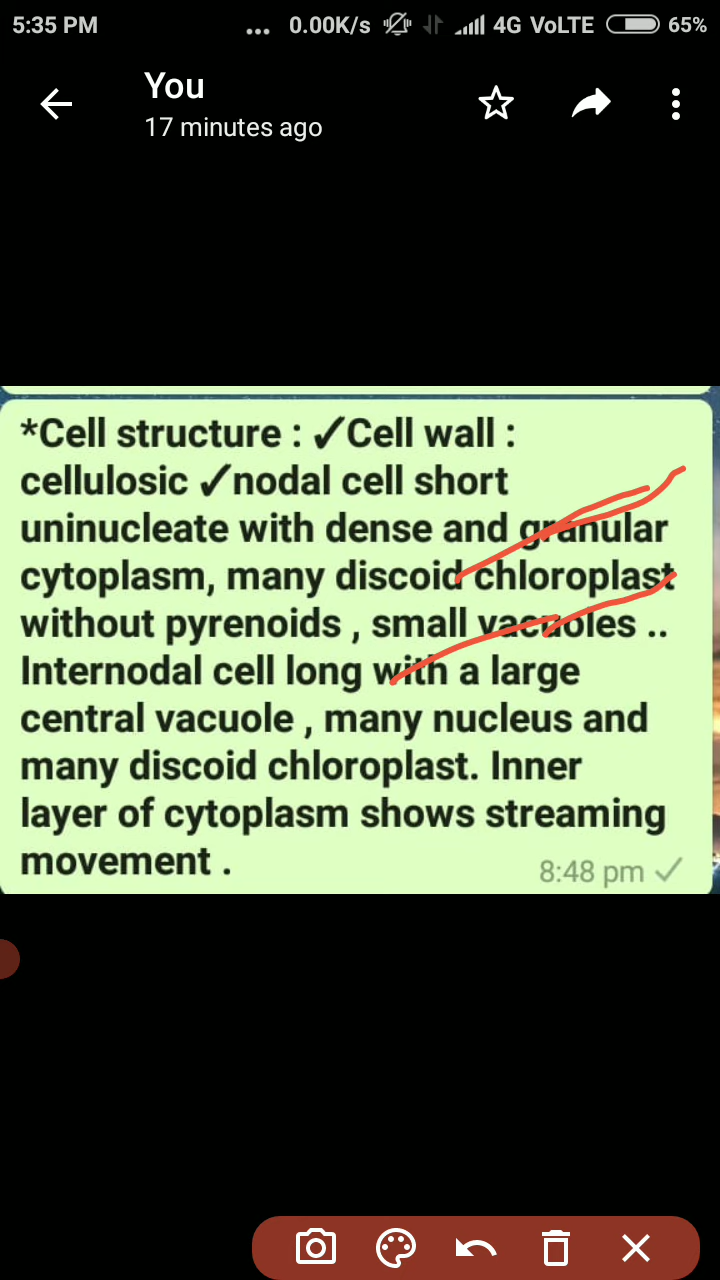 5:35 PM ... 0.00K/s 4G VoLTE 65%
You
17 minutes ago
*Cell structure : ✓Cell wall :
cellulosic ✓nodal cell short
uninucleate with dense and granular
cytoplasm, many discoid chloroplast
without pyrenoids , small vacuoles ..
Internodal cell long with a large
central vacuole , many nucleus and
many discoid chloroplast. Inner
layer of cytoplasm shows streaming
movement .
8:48 pm